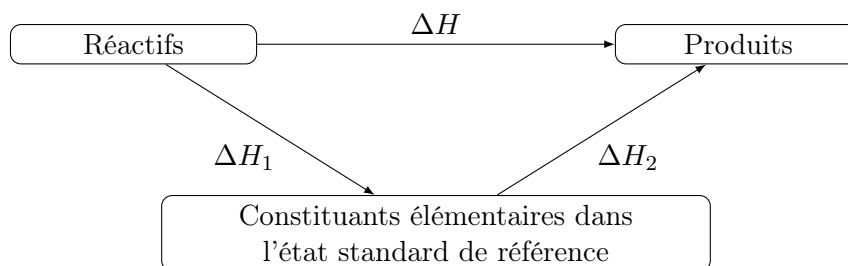 ΔH
Réactifs
Produits
ΔH₁
ΔH₂
Constituants élémentaires dans
l'état standard de référence